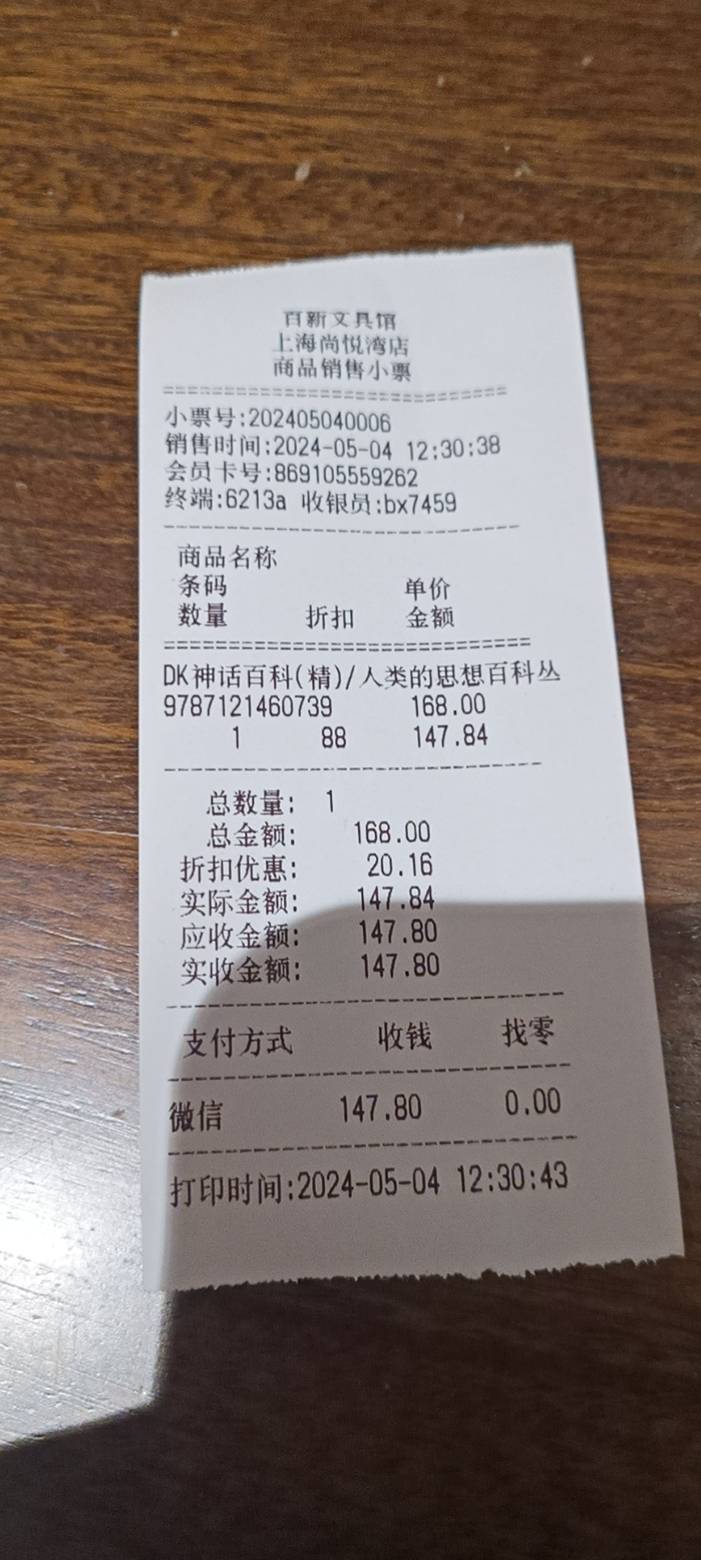 百新文具馆
上海尚悦湾店
商品销售小票
==============================
小票号:202405040006
销售时间:2024-05-04 12:30:38
会员卡号:869105559262
终端:6213a 收银员:bx7459
------------------------------
商品名称
条码 单价
数量 折扣 金额
==============================
DK神话百科(精)/人类的思想百科丛
9787121460739 168.00
1 88 147.84
------------------------------
总数量: 1
总金额: 168.00
折扣优惠: 20.16
实际金额: 147.84
应收金额: 147.80
实收金额: 147.80
------------------------------
支付方式 收钱 找零
------------------------------
微信 147.80 0.00
------------------------------
打印时间:2024-05-04 12:30:43